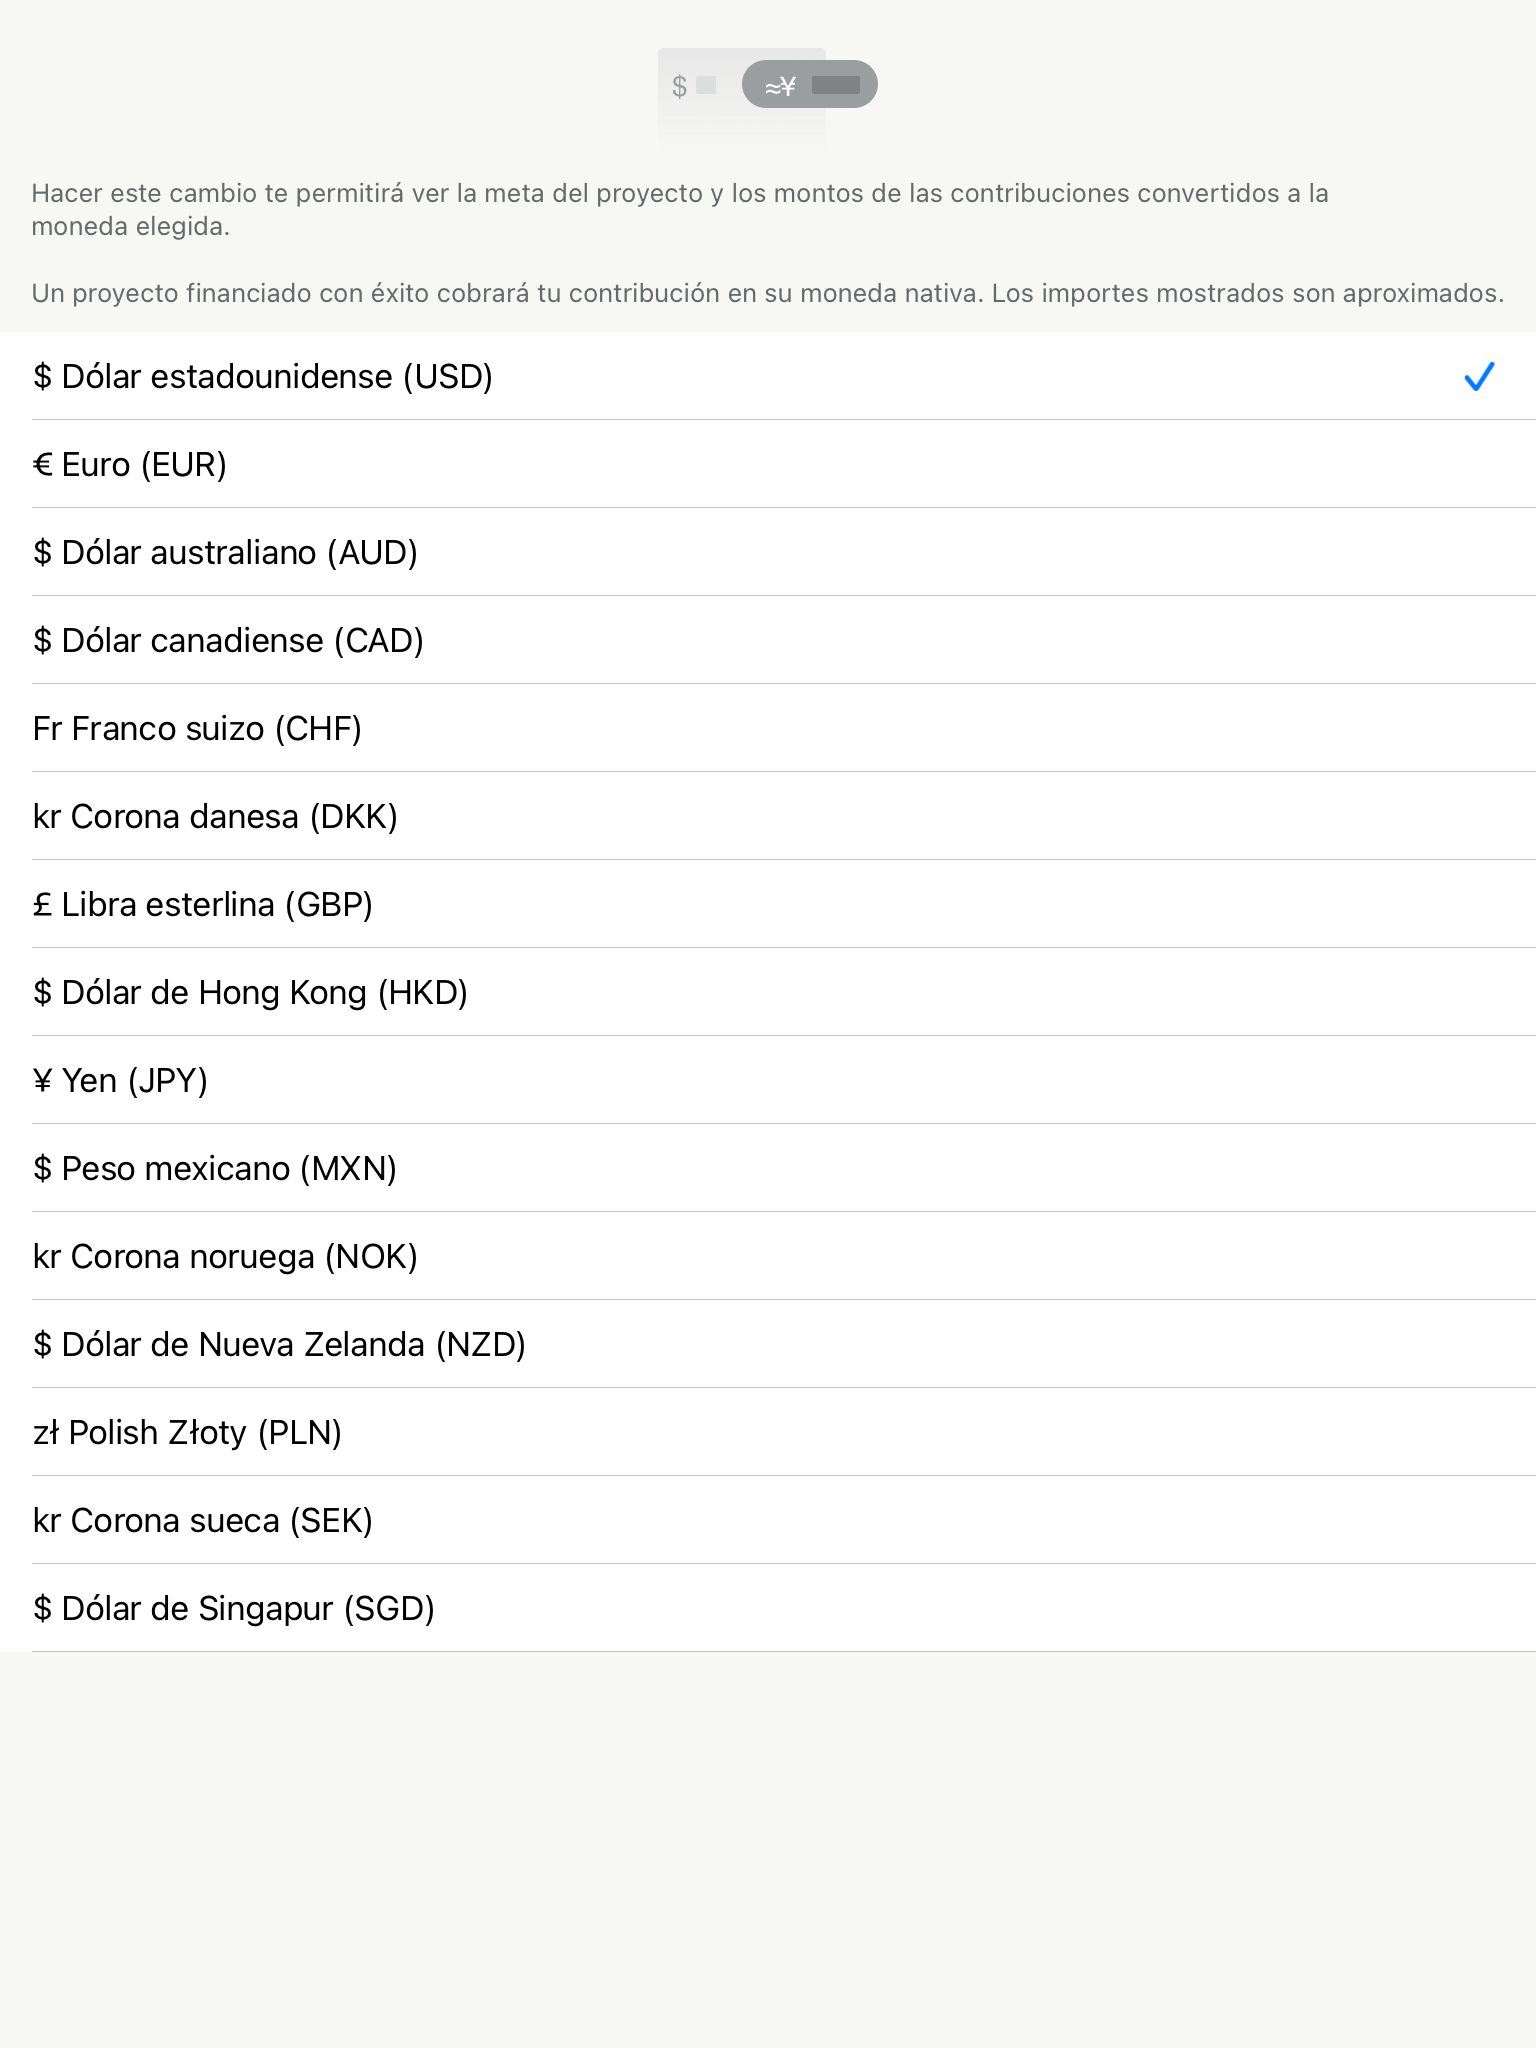 $ ≈¥
Hacer este cambio te permitirá ver la meta del proyecto y los montos de las contribuciones convertidos a la
moneda elegida.
Un proyecto financiado con éxito cobrará tu contribución en su moneda nativa. Los importes mostrados son aproximados.
$ Dólar estadounidense (USD)
€ Euro (EUR)
$ Dólar australiano (AUD)
$ Dólar canadiense (CAD)
Fr Franco suizo (CHF)
kr Corona danesa (DKK)
£ Libra esterlina (GBP)
$ Dólar de Hong Kong (HKD)
¥ Yen (JPY)
$ Peso mexicano (MXN)
kr Corona noruega (NOK)
$ Dólar de Nueva Zelanda (NZD)
zł Polish Złoty (PLN)
kr Corona sueca (SEK)
$ Dólar de Singapur (SGD)